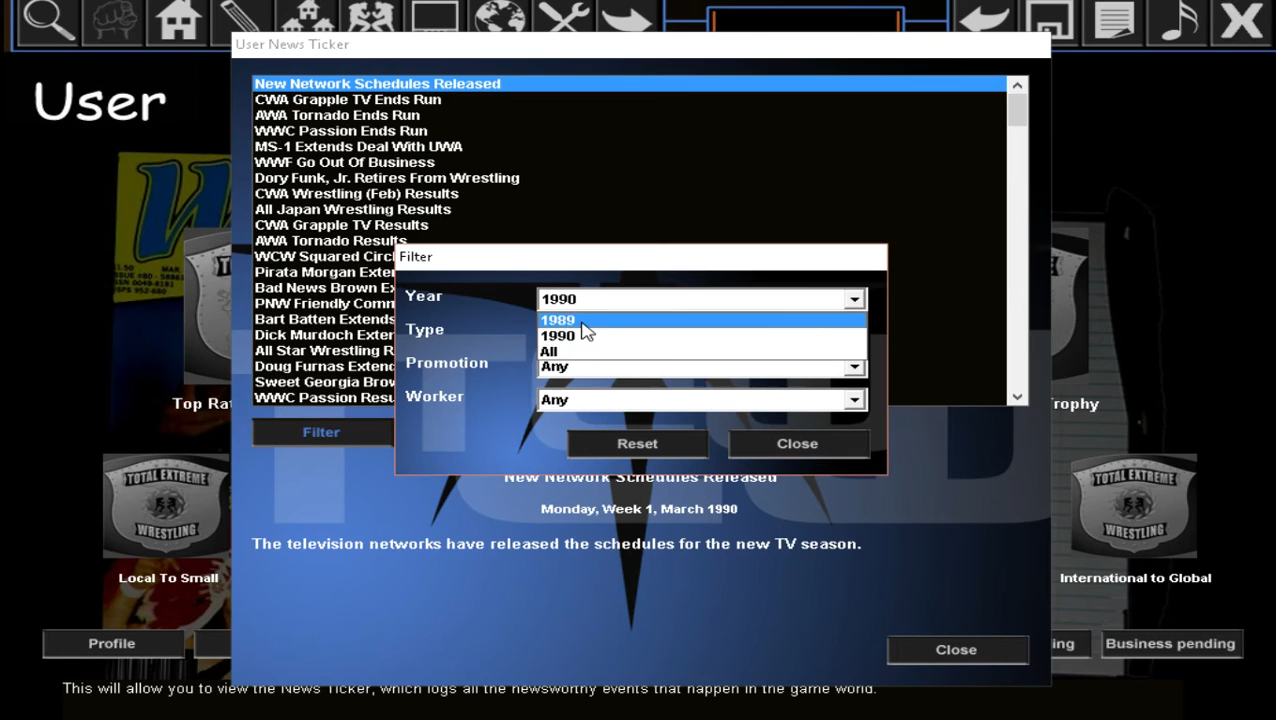 User News Ticker
User
New Network Schedules Released
CWA Grapple TV Ends Run
AWA Tornado Ends Run
WWC Passion Ends Run
MS-1 Extends Deal With UWA
WWF Go Out Of Business
Dory Funk, Jr. Retires From Wrestling
CWA Wrestling (Feb) Results
All Japan Wrestling Results
CWA Grapple TV Results
AWA Tornado Results
WCW Squared Circ
Pirata Morgan Exter
Bad News Brown Ex
PNW Friendly Comm
Bart Batten Extends
Dick Murdoch Exter
All Star Wrestling R
Doug Furnas Extend
Sweet Georgia Brow
WWC Passion Resu
Filter
Year
1990
1989
1990
All
Type
Promotion
Any
Worker
Any
Reset
Close
Top Ra
Trophy
Filter
New Network Schedules Released
Monday, Week 1, March 1990
The television networks have released the schedules for the new TV season.
TOTAL EXTREME
WRESTLING
TOTAL EXTREME
WRESTLING
Local To Small
International to Global
Profile
Close
ing
Business pending
This will allow you to view the News Ticker, which logs all the newsworthy events that happen in the game world.